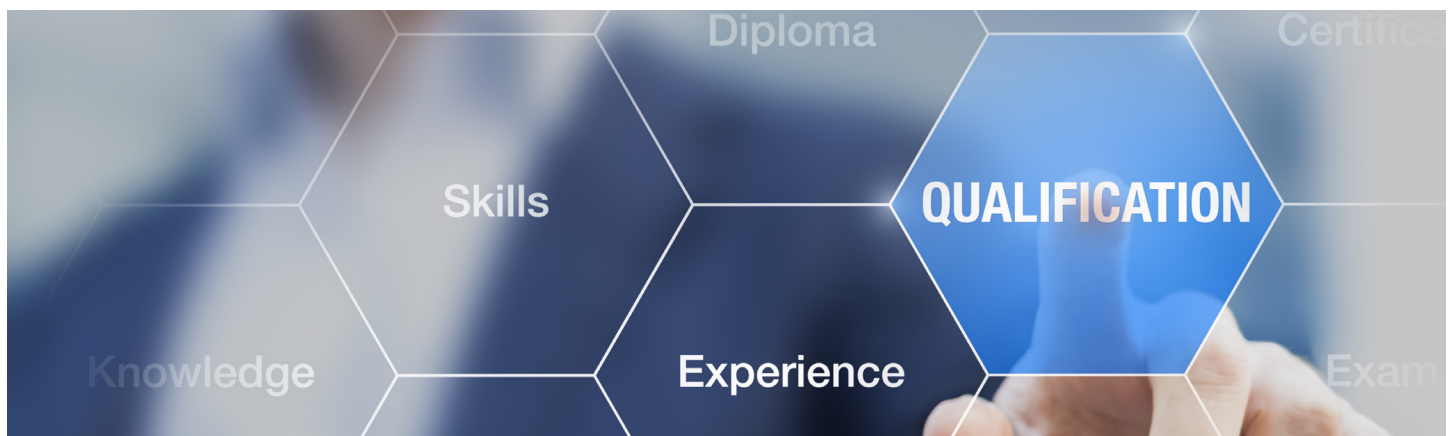 Diploma
Certifica
Skills
QUALIFICATION
Knowledge
Experience
Exam